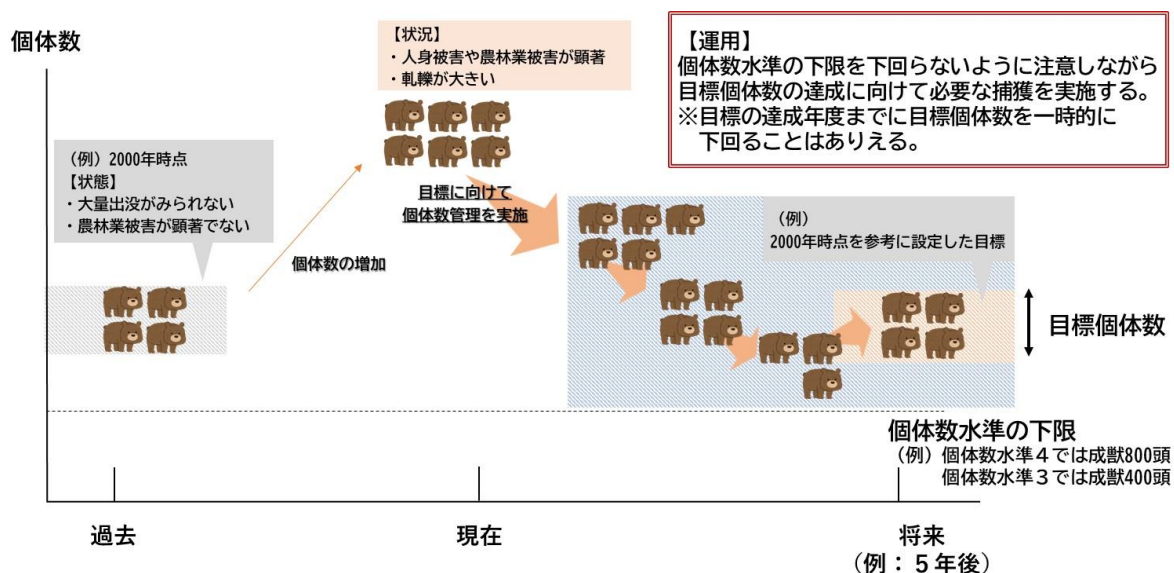 個体数
【状況】
・人身被害や農林業被害が顕著
・軋轢が大きい
【運用】
個体数水準の下限を下回らないように注意しながら
目標個体数の達成に向けて必要な捕獲を実施する。
※目標の達成年度までに目標個体数を一時的に
下回ることはありえる。
（例）2000年時点
【状態】
・大量出没がみられない
・農林業被害が顕著でない
目標に向けて
個体数管理を実施
個体数の増加
（例）
2000年時点を参考に設定した目標
目標個体数
個体数水準の下限
（例）個体数水準４では成獣800頭
個体数水準３では成獣400頭
過去
現在
将来
（例：５年後）